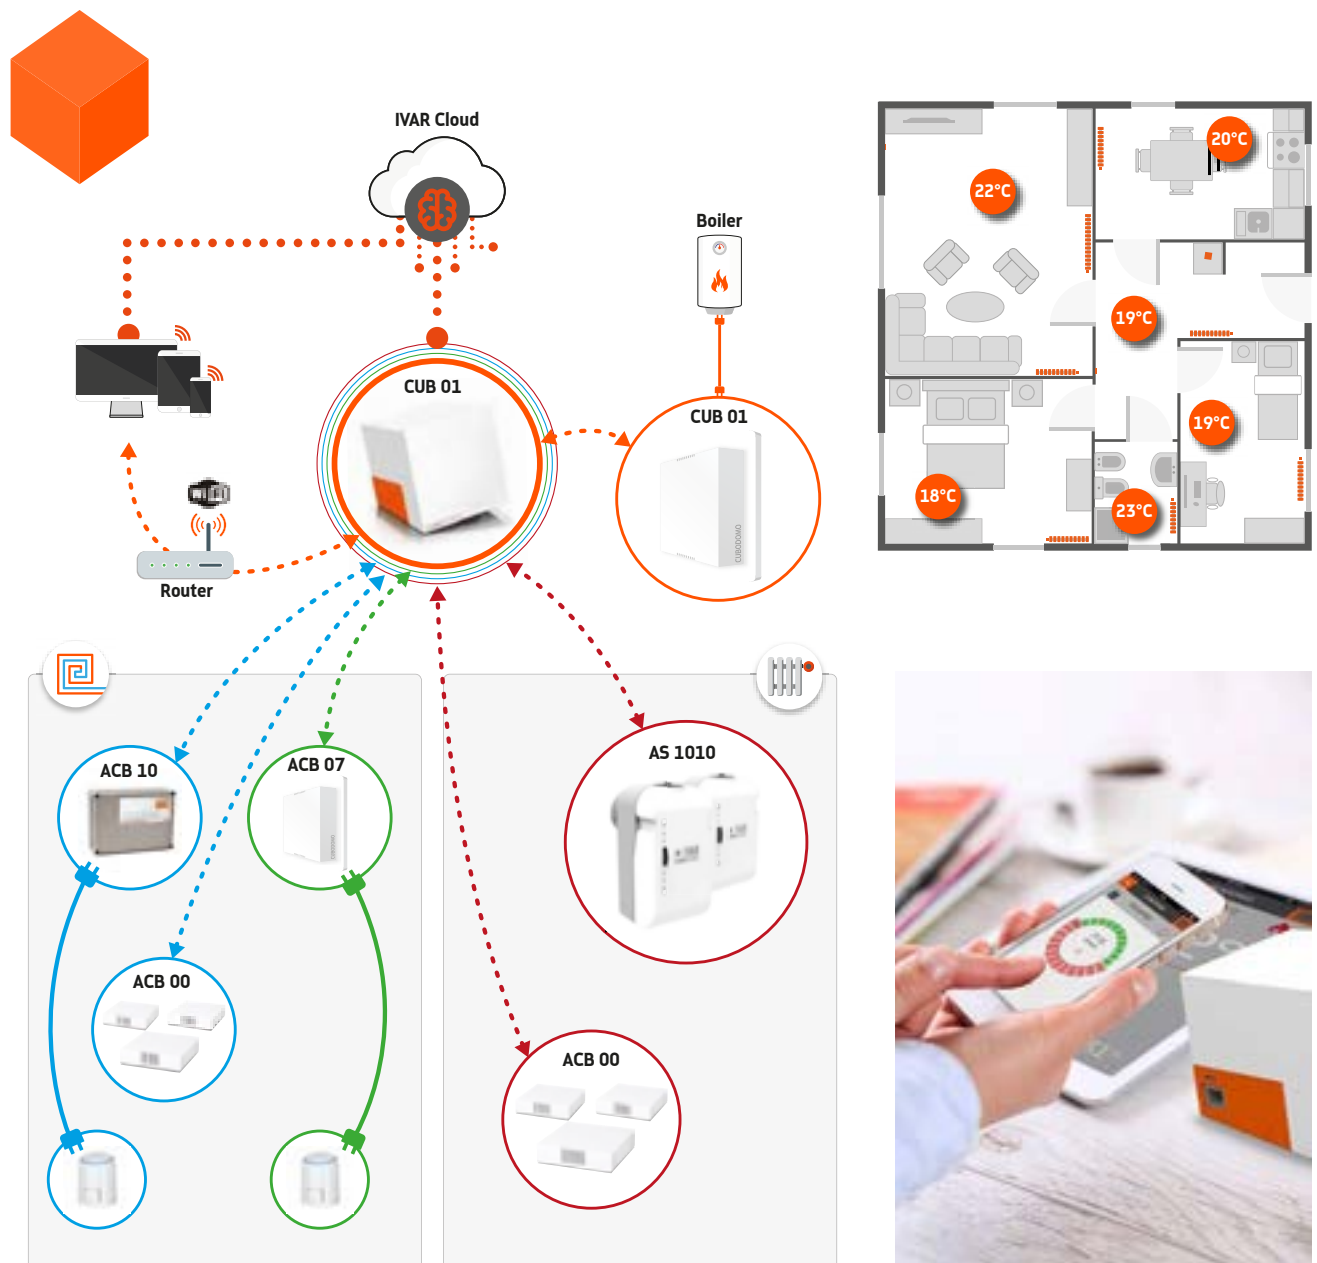 IVAR Cloud
Boiler
CUB 01
CUB 01
CUBODOMO
Router
ACB 10
ACB 07
ACB 00
AS 1010
ACB 00
20°C
22°C
19°C
19°C
18°C
23°C